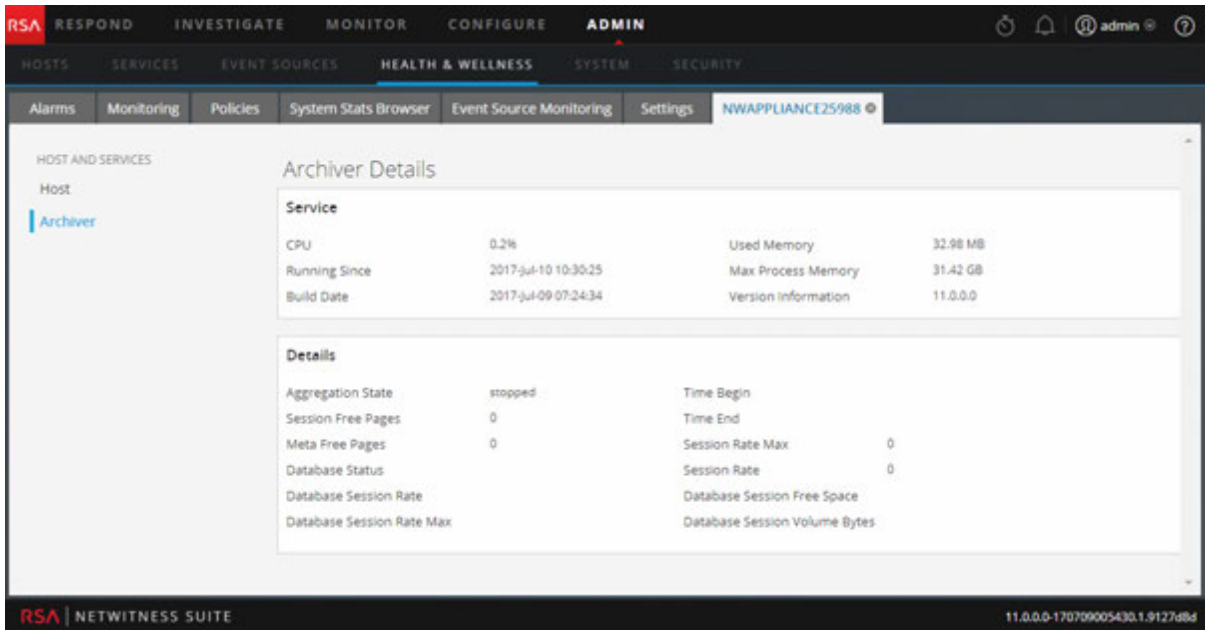 RSA RESPOND INVESTIGATE MONITOR CONFIGURE ADMIN admin
HOSTS SERVICES EVENT SOURCES HEALTH & WELLNESS SYSTEM SECURITY
Alarms Monitoring Policies System Stats Browser Event Source Monitoring Settings NWAPPLIANCE25988
HOST AND SERVICES
Host
Archiver
Archiver Details
Service
CPU 0.2% Used Memory 32.98 MB
Running Since 2017-Jul-10 10:30:25 Max Process Memory 31.42 GB
Build Date 2017-Jul-09 07:24:34 Version Information 11.0.0.0
Details
Aggregation State stopped Time Begin
Session Free Pages 0 Time End
Meta Free Pages 0 Session Rate Max 0
Database Status Session Rate 0
Database Session Rate Database Session Free Space
Database Session Rate Max Database Session Volume Bytes
RSA NETWITNESS SUITE 11.0.0.0-170709005430.1.9127d8d